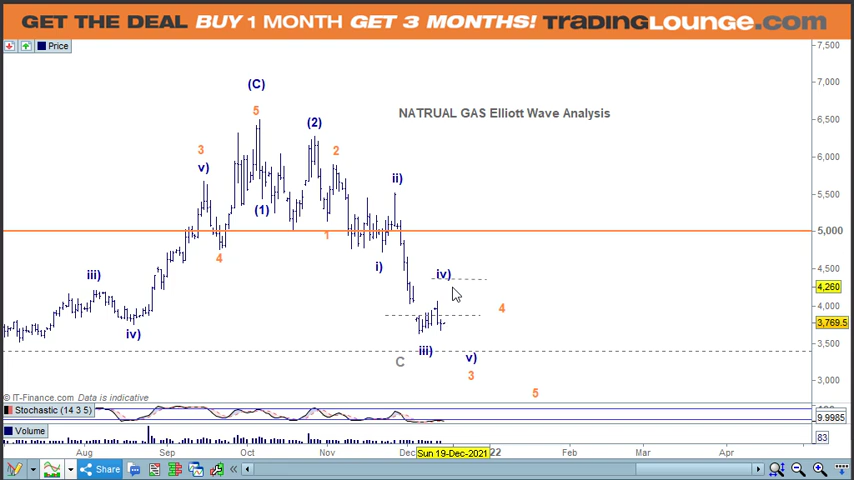 GET THE DEAL BUY 1 MONTH GET 3 MONTHS! TRADINGLOUNGE.com
Price
7,500
(C)
7,000
5
NATRUAL GAS Elliott Wave Analysis
(2)
6,500
3
2
6,000
v)
ii)
5,500
(1)
1
5,000
4
i)
iii)
iv)
4,500
4,260
4
4,000
iv)
3,769.5
iii)
v)
3,500
C
3
5
3,000
© IT-Finance.com Data is indicative
Stochastic (14 3 5)
100
9.9985
Volume
83
Aug Sep Oct Nov Dec Sun 19-Dec-2021 22 Feb Mar Apr
Share